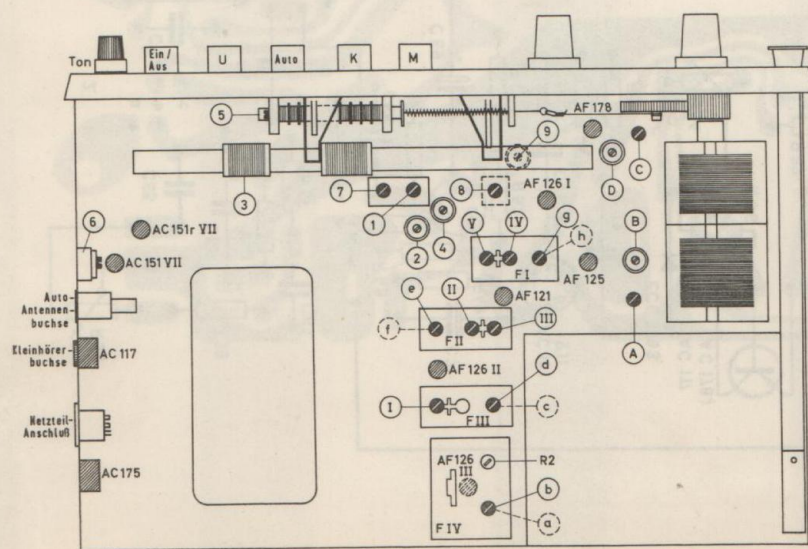 Ton
Ein/
Aus
U
Auto
K
M
5
AF 178
9
C
3
D
7
1
8
AF 126 I
6
AC 151r VII
4
2
V
IV
g
h
B
AC 151 VII
F I
AF 125
Auto-
Antennen-
buchse
e
II
AF 121
III
f
F II
A
Kleinhörer-
buchse
AC 117
AF 126 II
d
I
c
F III
Netzteil-
Anschluß
AF 126
III
R2
AC 175
b
a
F IV